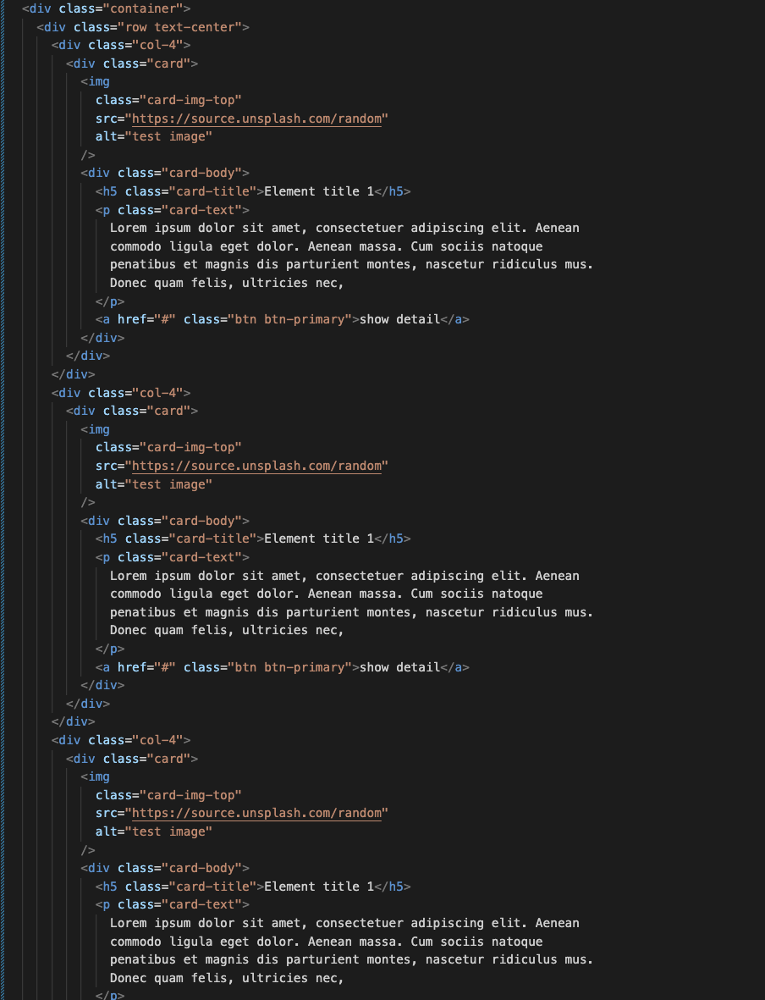 <div class="container">
<div class="row text-center">
<div class="col-4">
<div class="card">
<img
class="card-img-top"
src="https://source.unsplash.com/random"
alt="test image"
/>
<div class="card-body">
<h5 class="card-title">Element title 1</h5>
<p class="card-text">
Lorem ipsum dolor sit amet, consectetuer adipiscing elit. Aenean
commodo ligula eget dolor. Aenean massa. Cum sociis natoque
penatibus et magnis dis parturient montes, nascetur ridiculus mus.
Donec quam felis, ultricies nec,
</p>
<a href="#" class="btn btn-primary">show detail</a>
</div>
</div>
</div>
<div class="col-4">
<div class="card">
<img
class="card-img-top"
src="https://source.unsplash.com/random"
alt="test image"
/>
<div class="card-body">
<h5 class="card-title">Element title 1</h5>
<p class="card-text">
Lorem ipsum dolor sit amet, consectetuer adipiscing elit. Aenean
commodo ligula eget dolor. Aenean massa. Cum sociis natoque
penatibus et magnis dis parturient montes, nascetur ridiculus mus.
Donec quam felis, ultricies nec,
</p>
<a href="#" class="btn btn-primary">show detail</a>
</div>
</div>
</div>
<div class="col-4">
<div class="card">
<img
class="card-img-top"
src="https://source.unsplash.com/random"
alt="test image"
/>
<div class="card-body">
<h5 class="card-title">Element title 1</h5>
<p class="card-text">
Lorem ipsum dolor sit amet, consectetuer adipiscing elit. Aenean
commodo ligula eget dolor. Aenean massa. Cum sociis natoque
penatibus et magnis dis parturient montes, nascetur ridiculus mus.
Donec quam felis, ultricies nec,
</p>